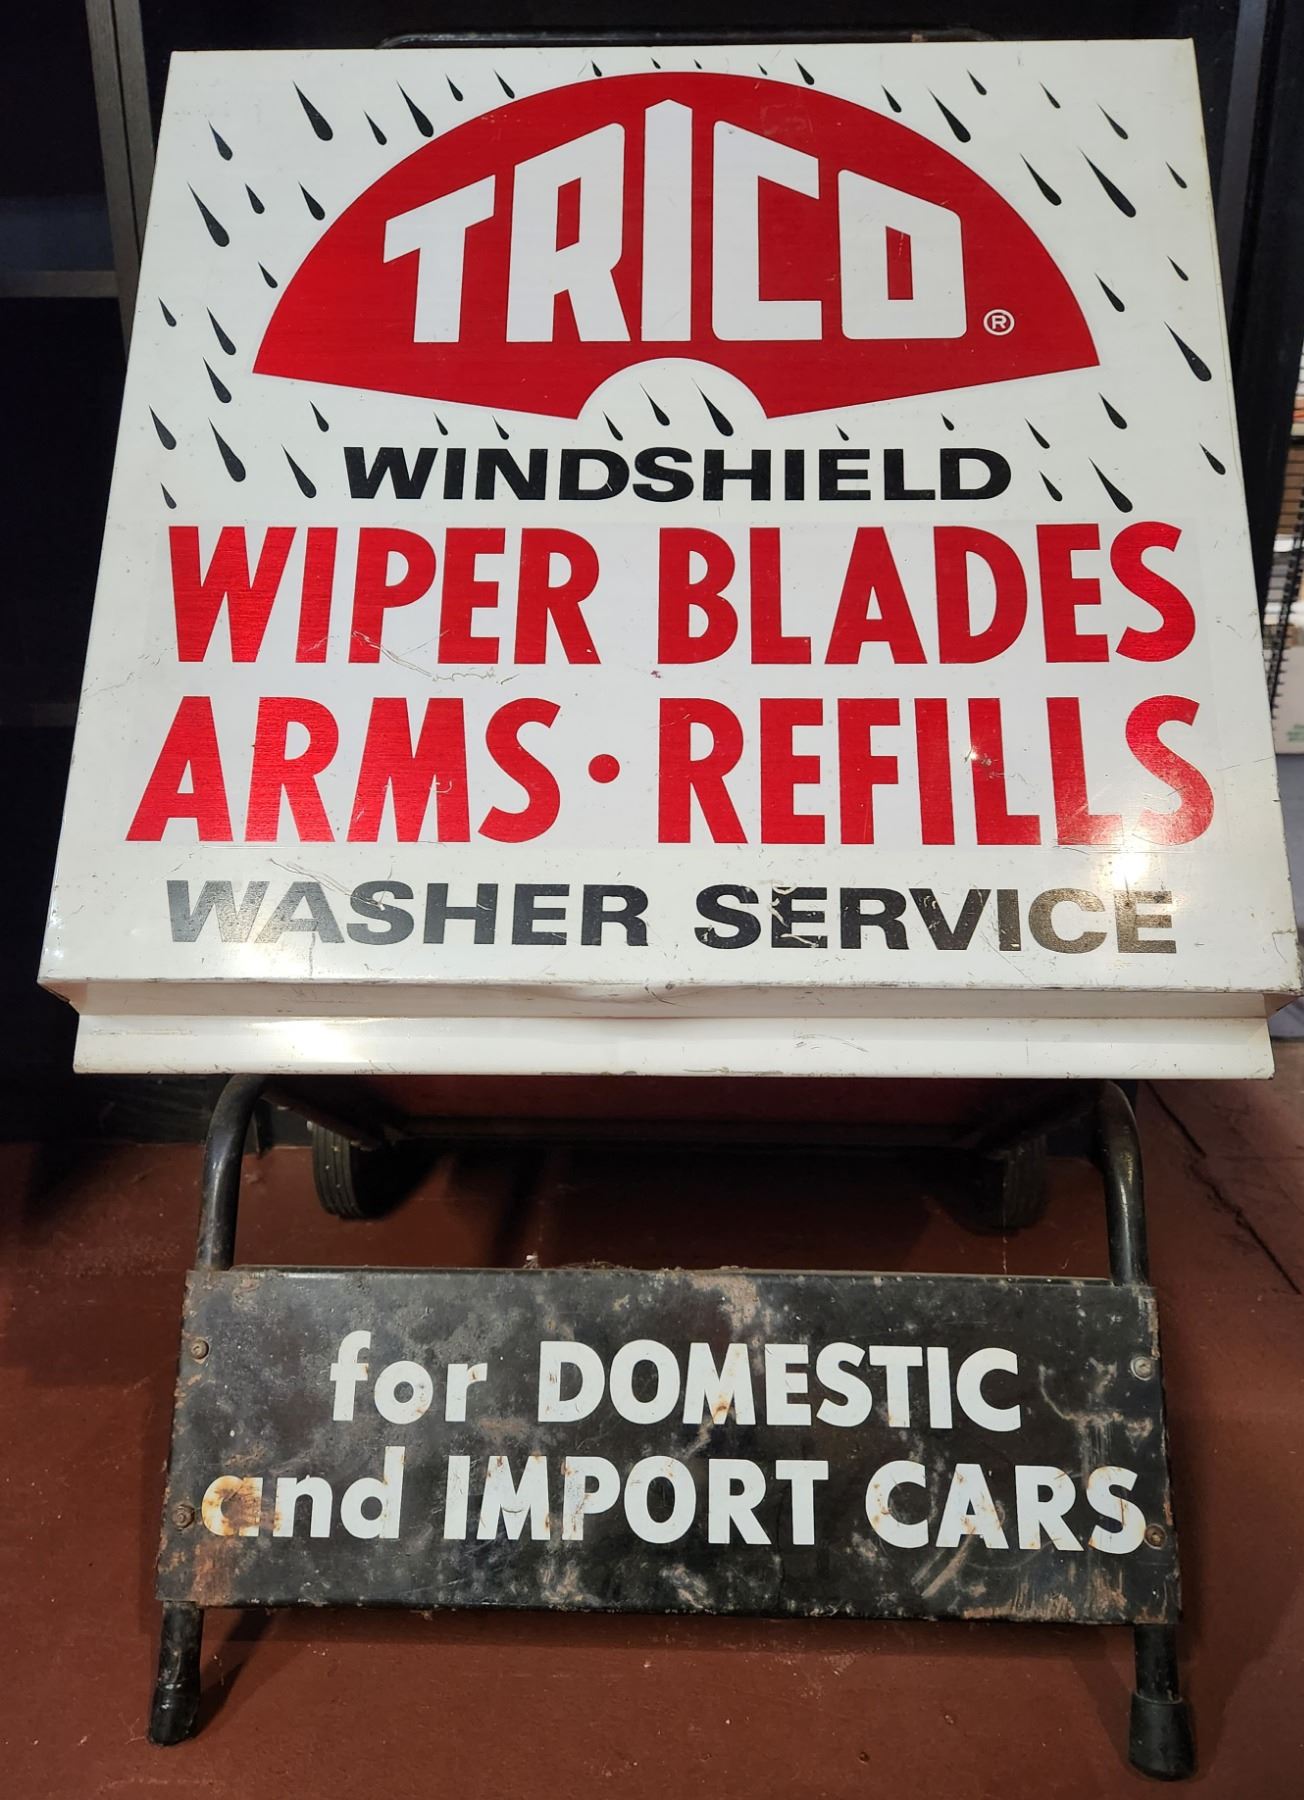 TRICO®
WINDSHIELD
WIPER BLADES
ARMS · REFILLS
WASHER SERVICE
for DOMESTIC
and IMPORT CARS